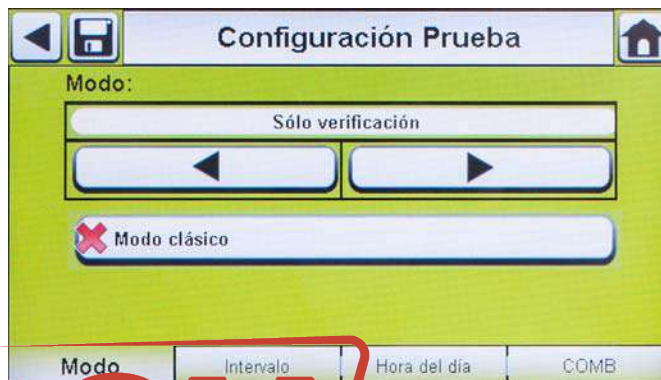 Configuración Prueba
Modo:
Sólo verificación
Modo clásico
Modo Intervalo Hora del día COMB